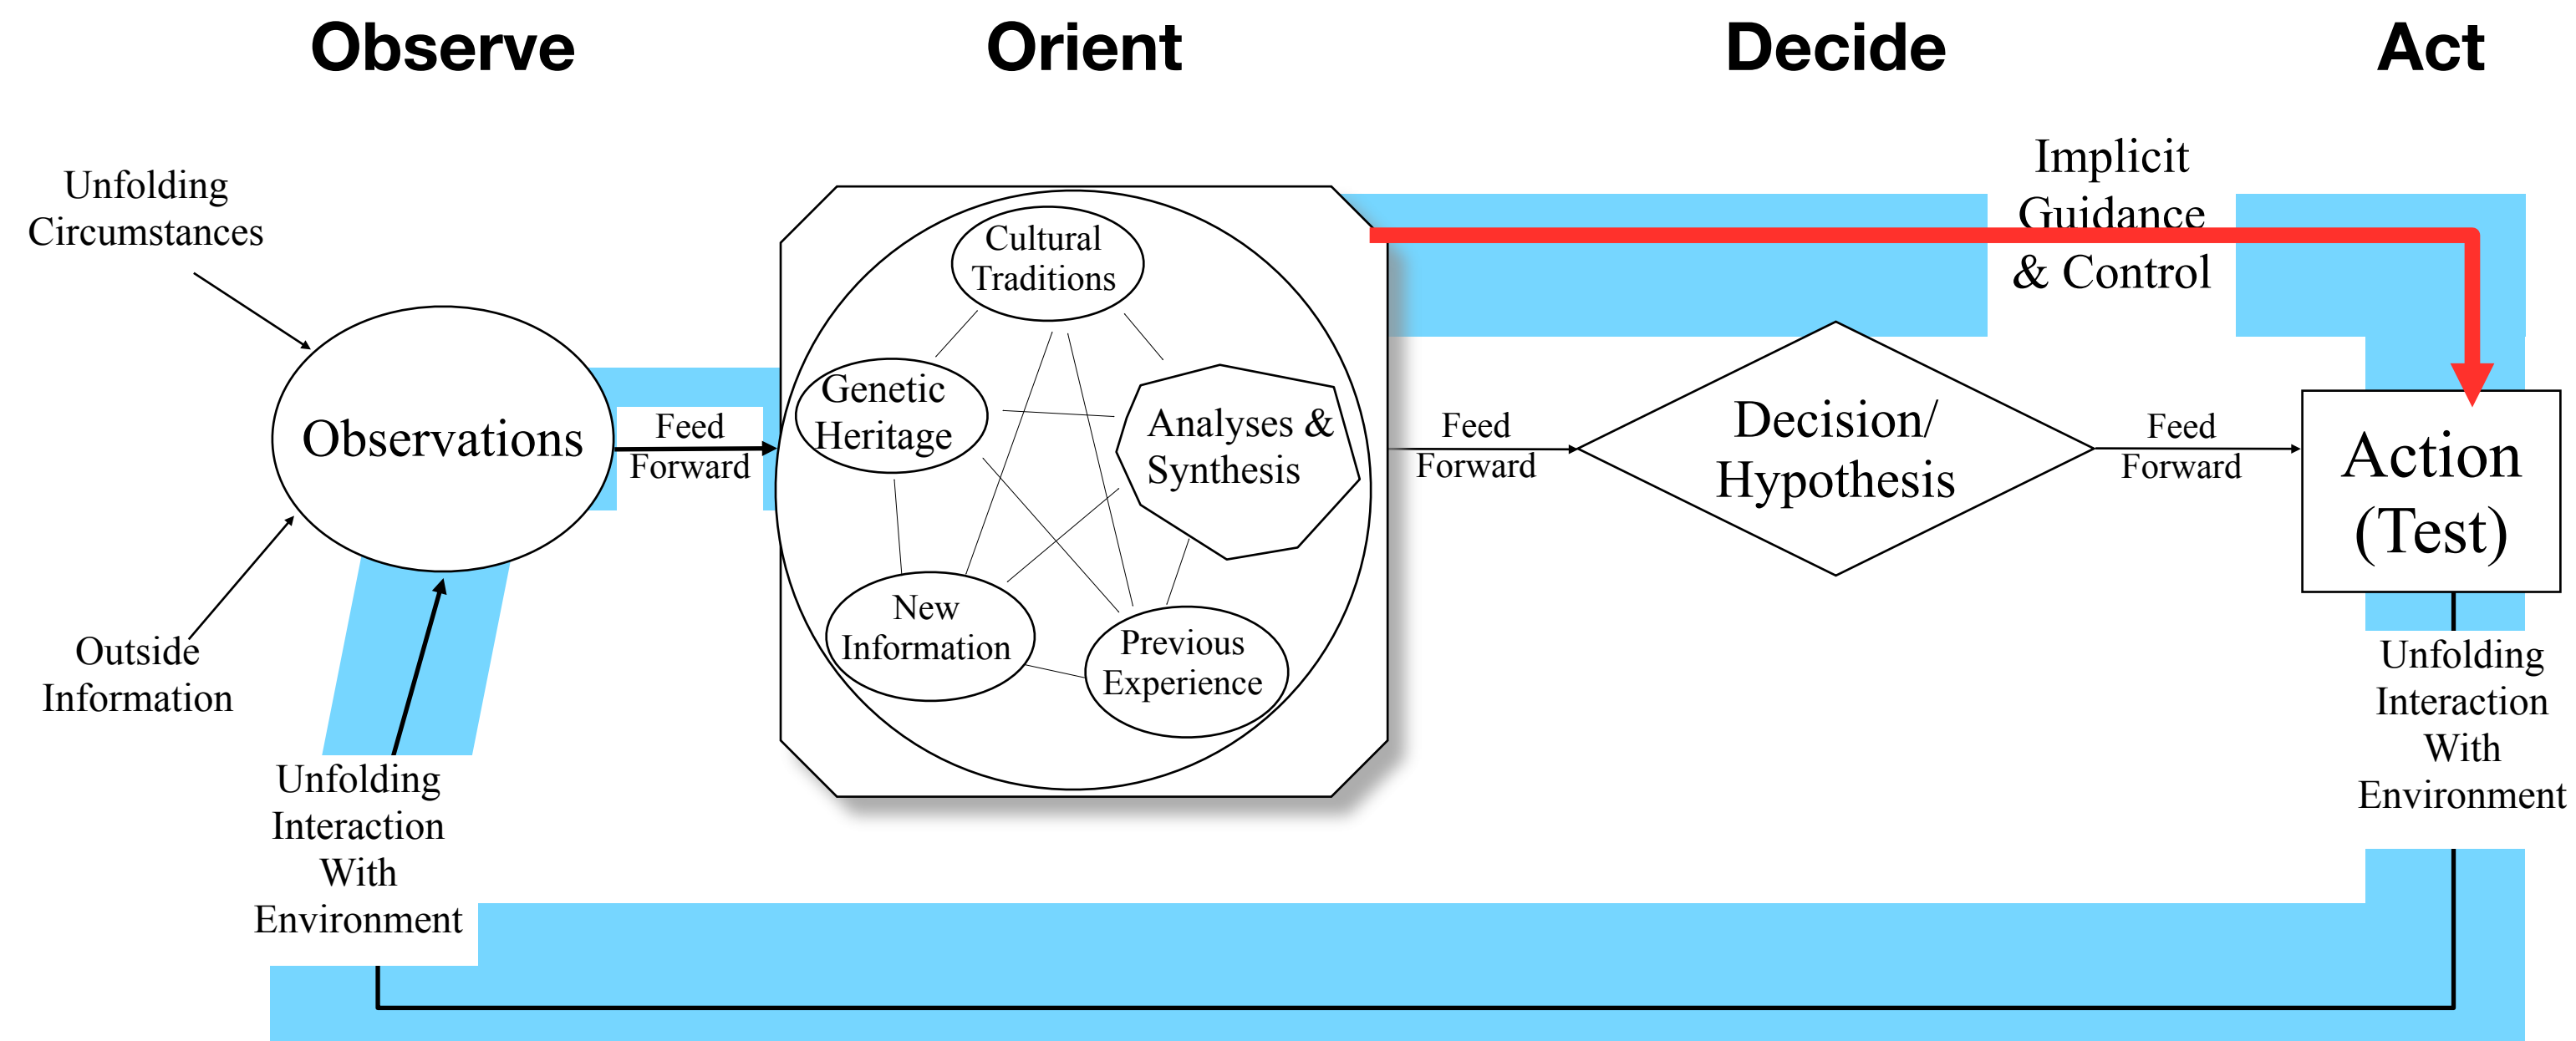 Observe
Orient
Decide
Act
Unfolding
Circumstances
Observations
Outside
Information
Unfolding
Interaction
With
Environment
Feed
Forward
Cultural
Traditions
Genetic
Heritage
Analyses &
Synthesis
New
Information
Previous
Experience
Feed
Forward
Decision/
Hypothesis
Implicit
Guidance
& Control
Feed
Forward
Action
(Test)
Unfolding
Interaction
With
Environment